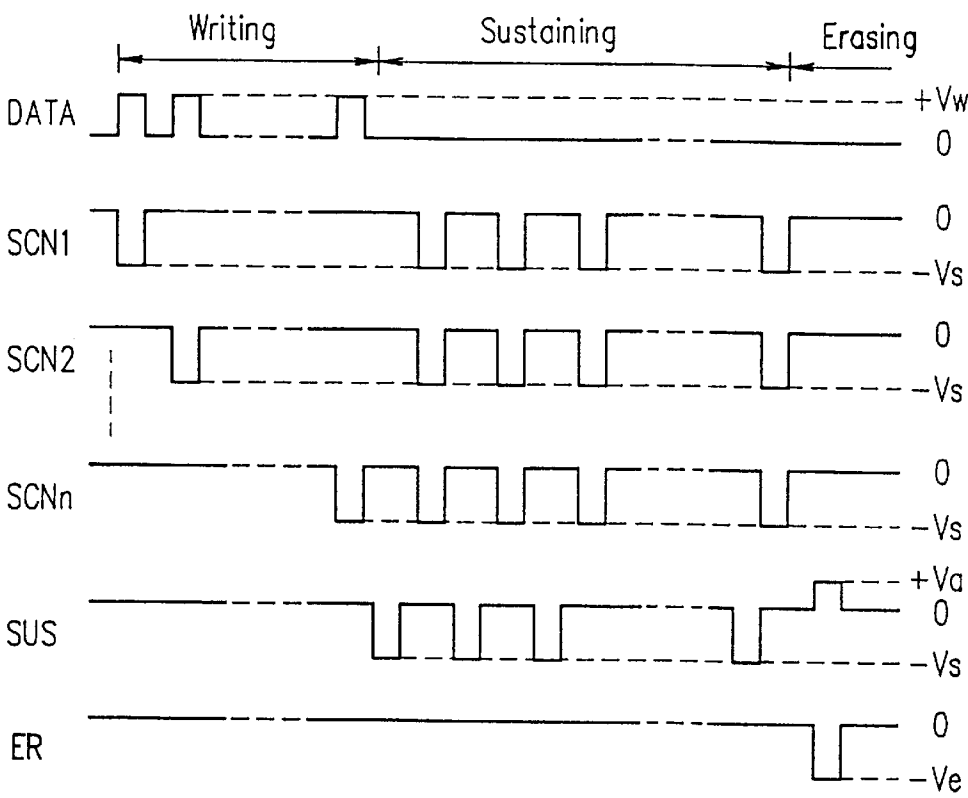 Writing Sustaining Erasing
DATA +Vw
0
SCN1 0
-Vs
SCN2 0
-Vs
SCNn 0
-Vs
+Va
SUS 0
-Vs
ER 0
-Ve